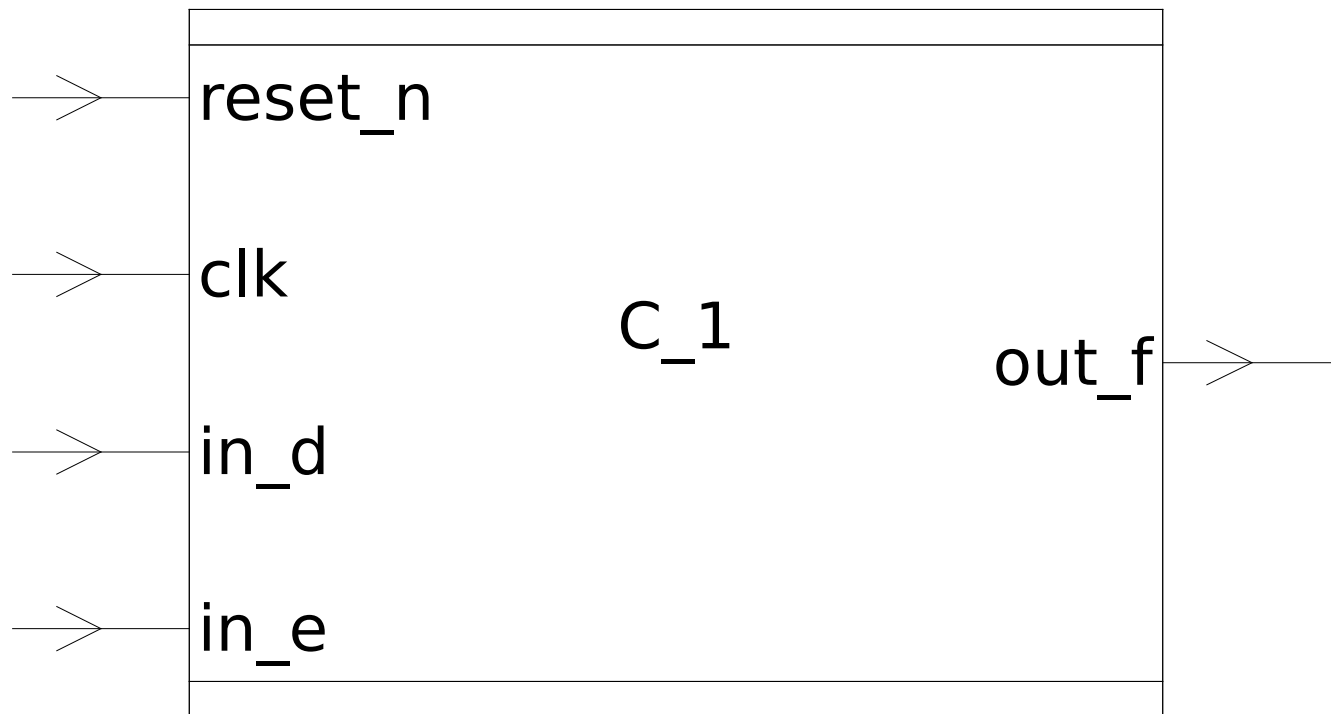 reset_n
clk
C_1
out_f
in_d
in_e